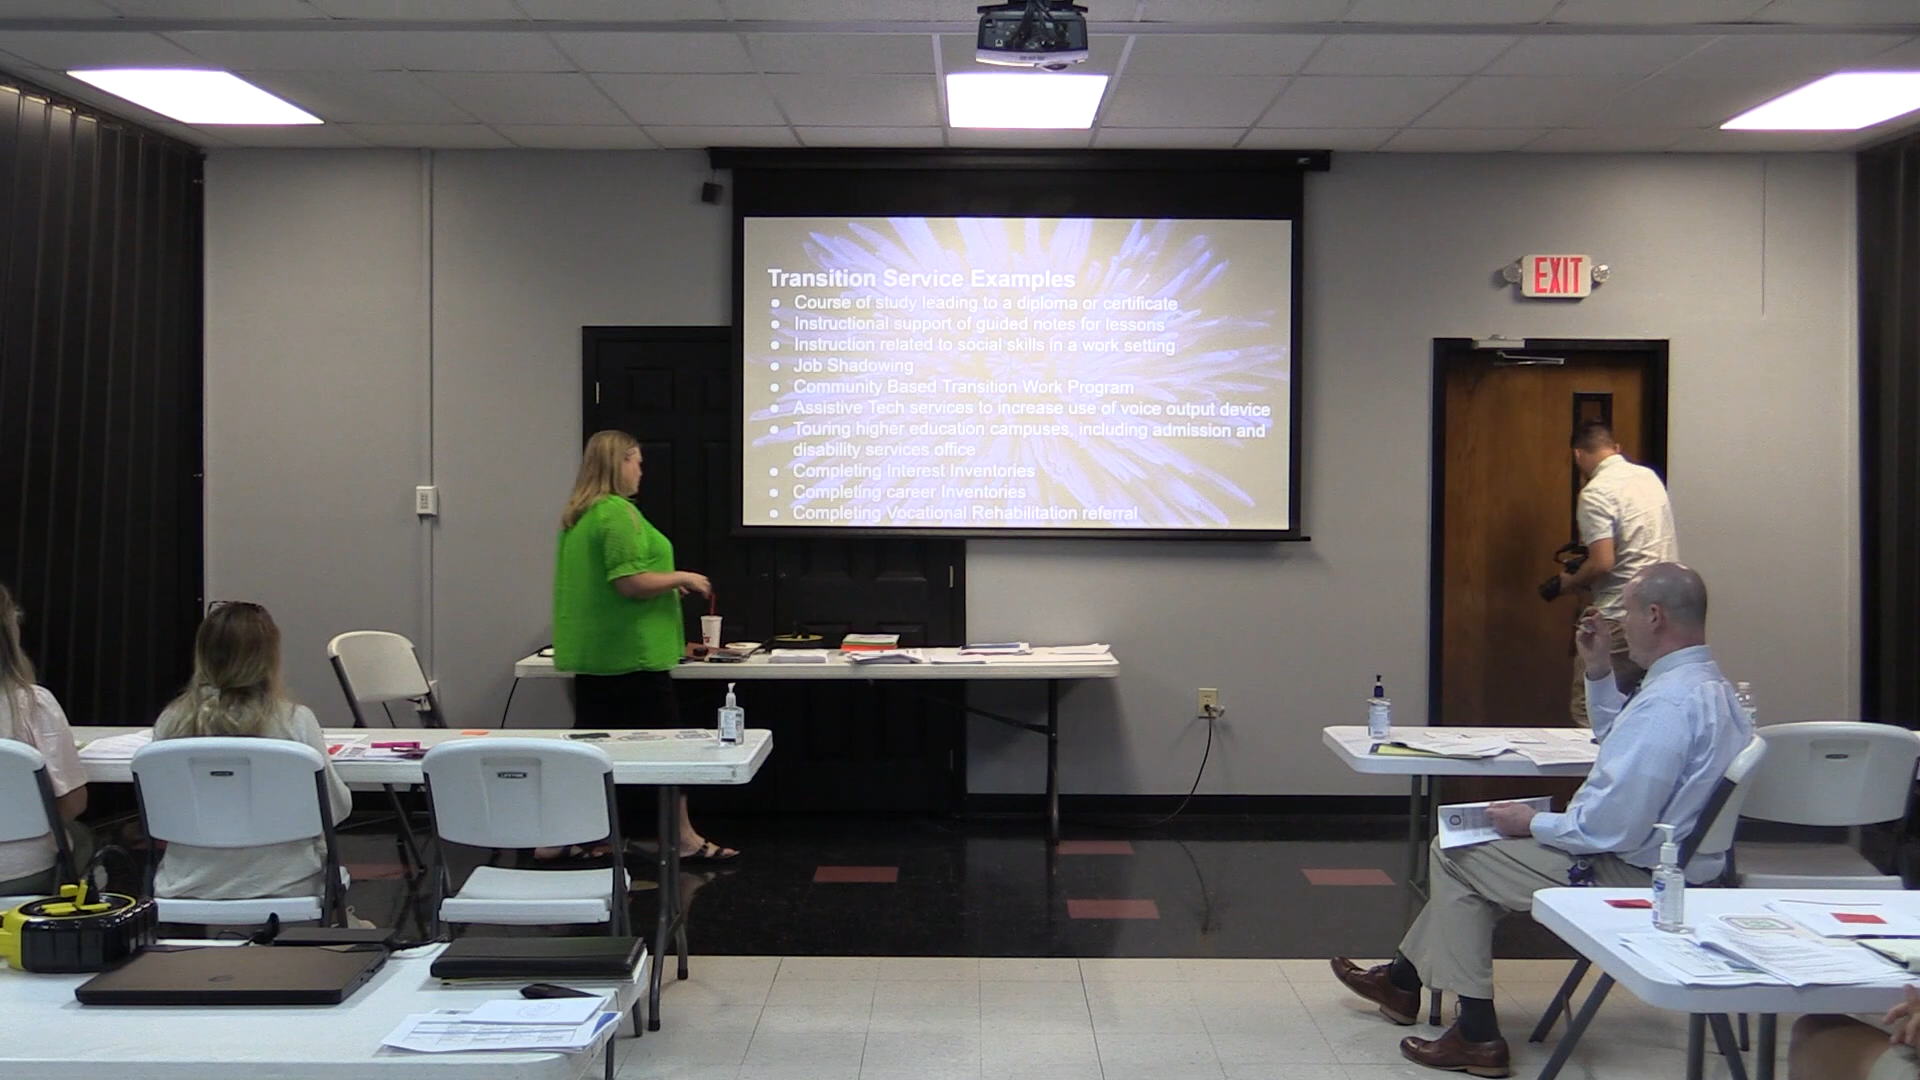 Transition Service Examples
● Course of study leading to a diploma or certificate
● Instructional support of guided notes for lessons
● Instruction related to social skills in a work setting
● Job Shadowing
● Community Based Transition Work Program
● Assistive Tech services to increase use of voice output device
● Touring higher education campuses, including admission and
disability services office
● Completing Interest Inventories
● Completing career Inventories
● Completing Vocational Rehabilitation referral
EXIT